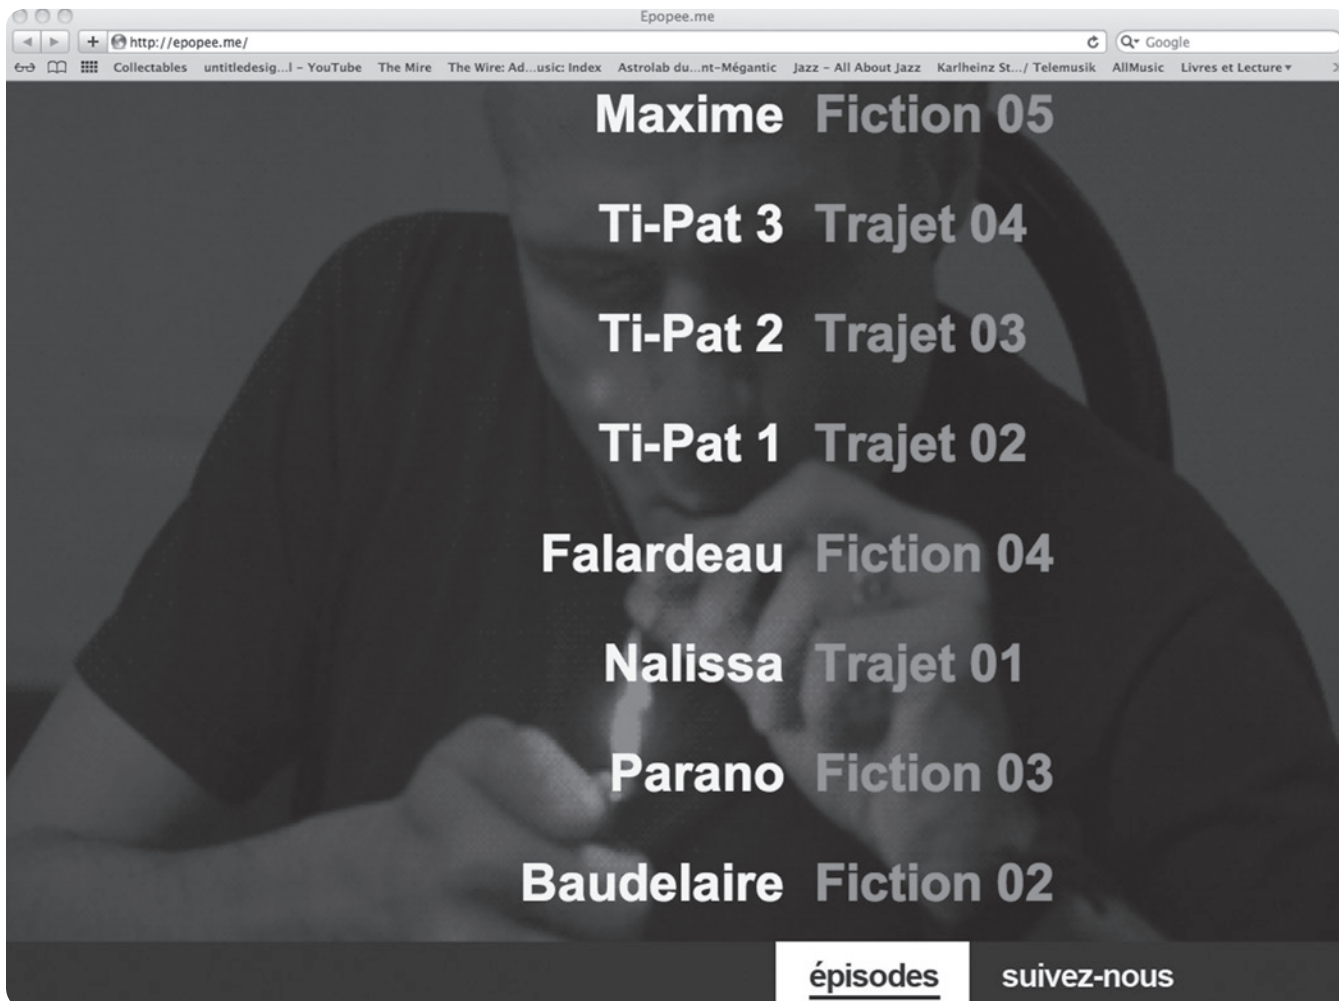 Epopee.me
http://epopee.me/
Google
Collectables untitledesig...l – YouTube The Mire The Wire: Ad...usic: Index Astrolab du...nt-Mégantic Jazz – All About Jazz Karlheinz St.../ Telemusik AllMusic Livres et Lecture
Maxime Fiction 05
Ti-Pat 3 Trajet 04
Ti-Pat 2 Trajet 03
Ti-Pat 1 Trajet 02
Falardeau Fiction 04
Nalissa Trajet 01
Parano Fiction 03
Baudelaire Fiction 02
épisodes suivez-nous